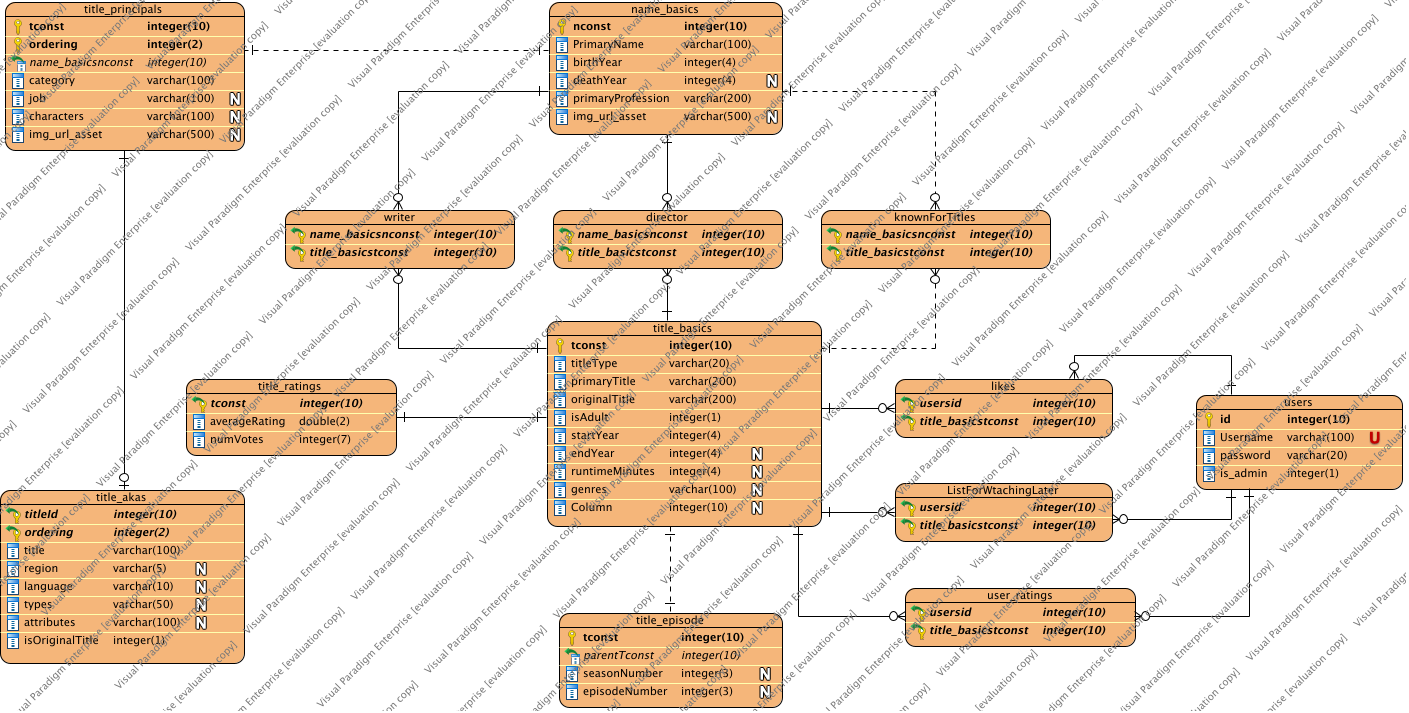 title_principals
tconst integer(10)
ordering integer(2)
name_basicsnconst integer(10)
category varchar(100)
job varchar(100) N
characters varchar(100) N
img_url_asset varchar(500) N
name_basics
nconst integer(10)
PrimaryName varchar(100)
birthYear integer(4)
deathYear integer(4) N
primaryProfession varchar(200)
img_url_asset varchar(500) N
writer
name_basicsnconst integer(10)
title_basicstconst integer(10)
director
name_basicsnconst integer(10)
title_basicstconst integer(10)
knownForTitles
name_basicsnconst integer(10)
title_basicstconst integer(10)
title_basics
tconst integer(10)
titleType varchar(20)
primaryTitle varchar(200)
originalTitle varchar(200)
isAdult integer(1)
startYear integer(4)
endYear integer(4) N
runtimeMinutes integer(4) N
genres varchar(100) N
Column integer(10) N
title_ratings
tconst integer(10)
averageRating double(2)
numVotes integer(7)
likes
usersid integer(10)
title_basicstconst integer(10)
users
id integer(10)
Username varchar(100) U
password varchar(20)
is_admin integer(1)
ListForWtachingLater
usersid integer(10)
title_basicstconst integer(10)
title_akas
titleId integer(10)
ordering integer(2)
title varchar(100)
region varchar(5) N
language varchar(10) N
types varchar(50) N
attributes varchar(100) N
isOriginalTitle integer(1)
user_ratings
usersid integer(10)
title_basicstconst integer(10)
title_episode
tconst integer(10)
parentTconst integer(10)
seasonNumber integer(3) N
episodeNumber integer(3) N
Visual Paradigm Enterprise [evaluation copy]